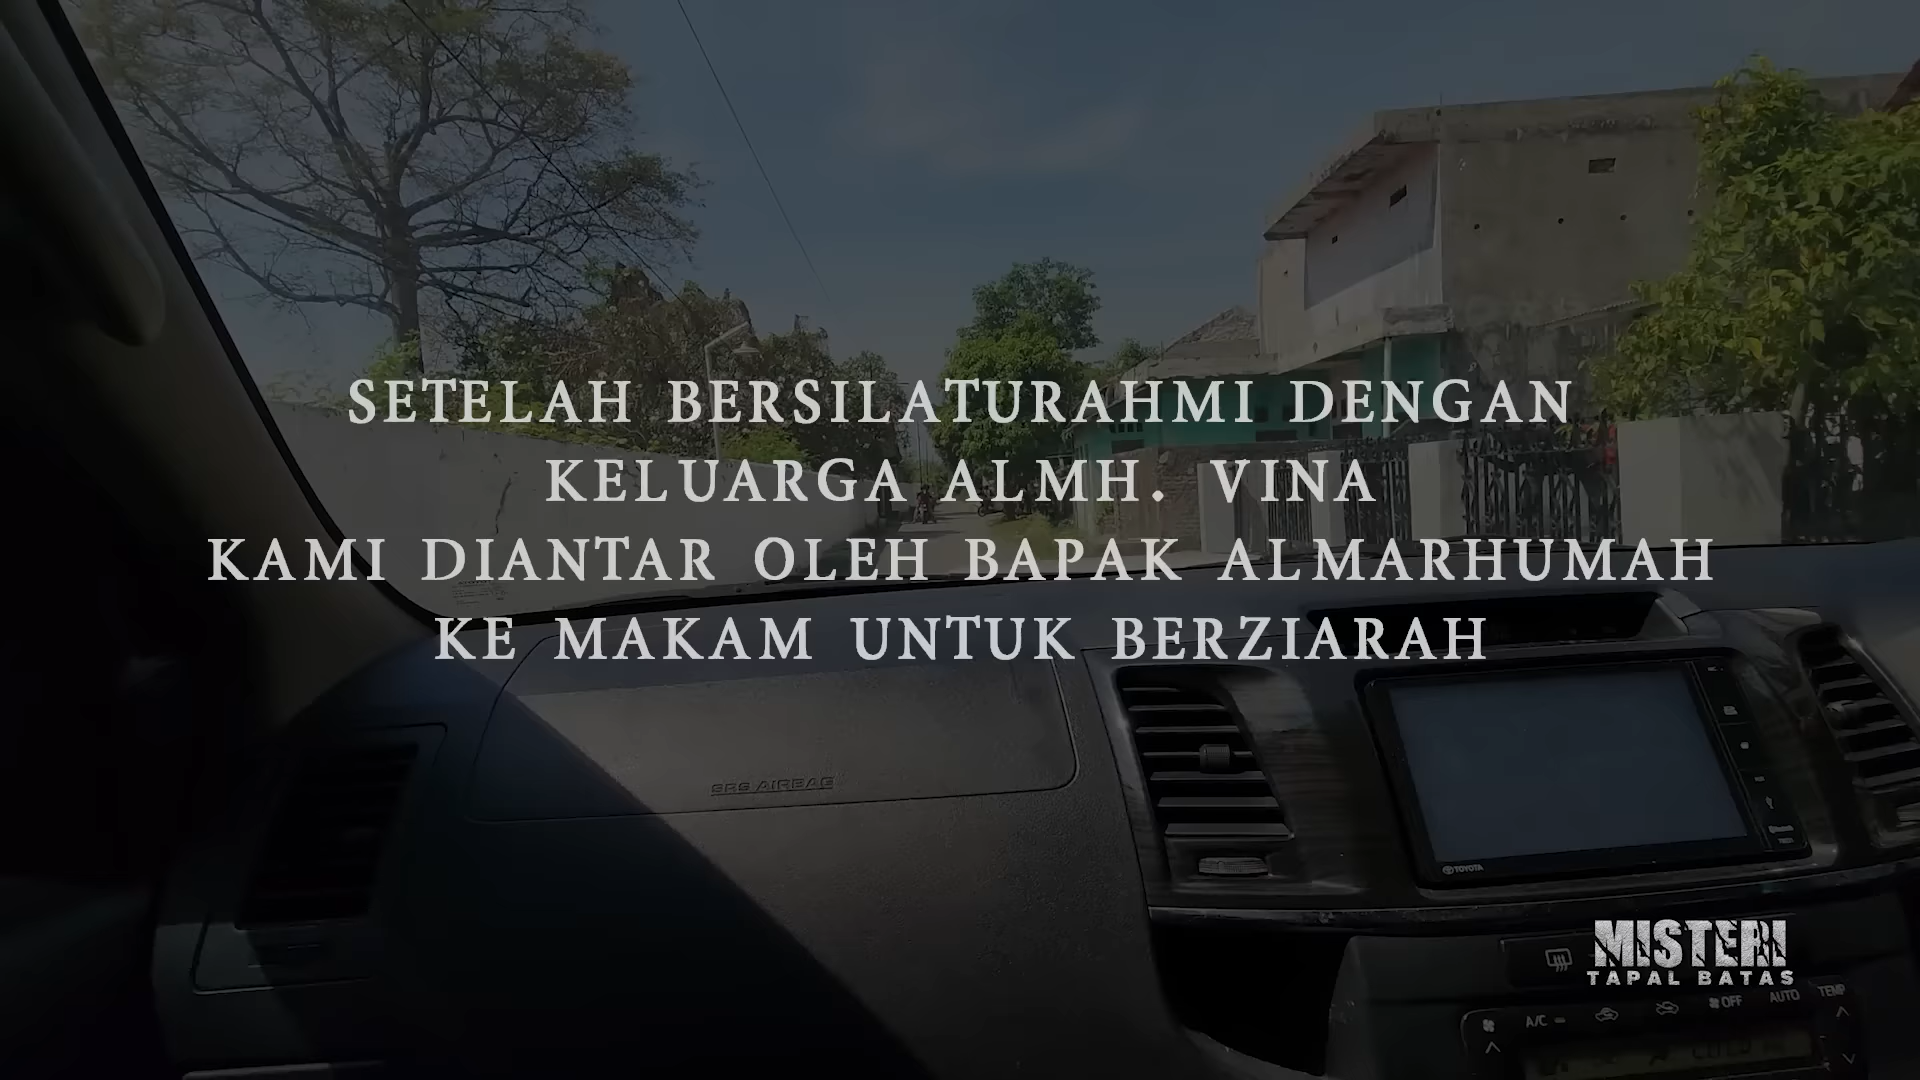 SETELAH BERSILATURAHMI DENGAN
KELUARGA ALMH. VINA
KAMI DIANTAR OLEH BAPAK ALMARHUMAH
KE MAKAM UNTUK BERZIARAH
SRS AIRBAG
TOYOTA
MISTERI
TAPAL BATAS
OFF AUTO TEMP
A/C